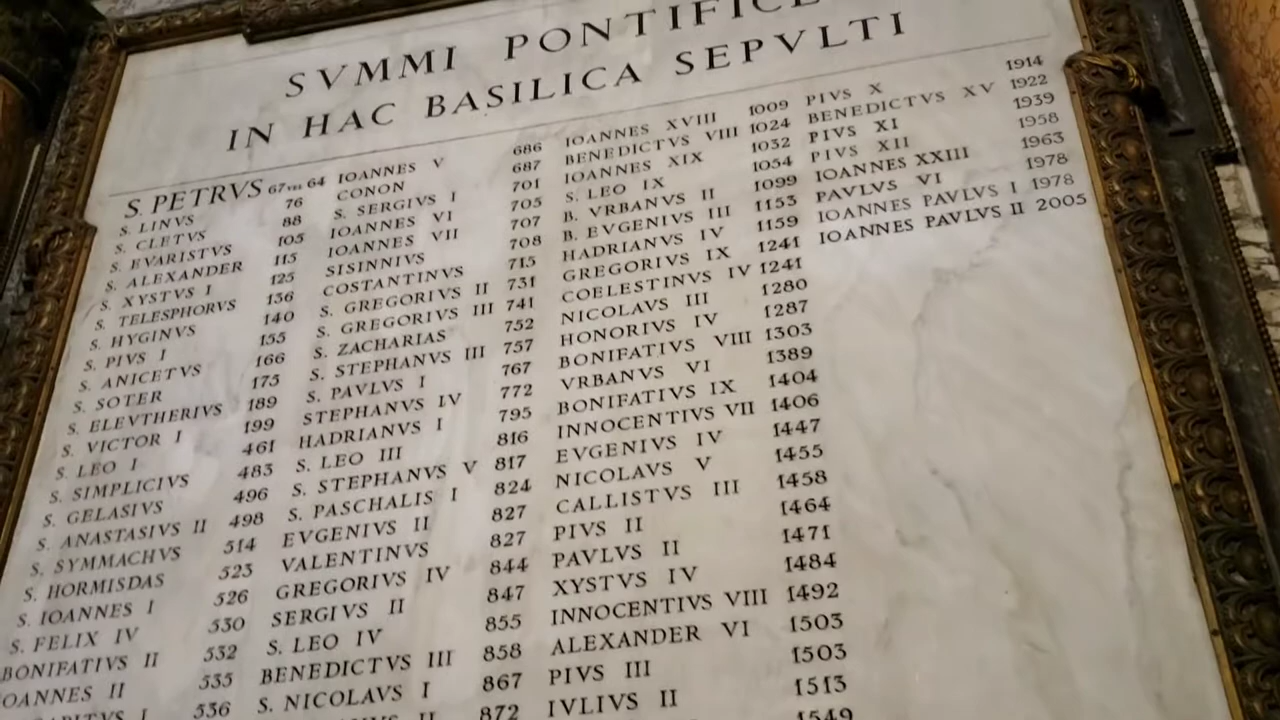 SVMMI PONTIFICE
IN HAC BASILICA SEPVLTI
S. PETRVS 67 vel 64
S. LINVS 76
S. CLETVS 88
S. EVARISTVS 105
S. ALEXANDER 115
S. XYSTVS I 125
S. TELESPHORVS 136
S. HYGINVS 140
S. PIVS I 155
S. ANICETVS 166
S. SOTER 175
S. ELEVTHERIVS 189
S. VICTOR I 199
S. LEO I 461
S. SIMPLICIVS 483
S. GELASIVS 496
S. ANASTASIVS II 498
S. SYMMACHVS 514
S. HORMISDAS 523
S. IOANNES I 526
S. FELIX IV 530
BONIFATIVS II 532
OANNES II 535
I 536
IOANNES V 686
CONON 687
S. SERGIVS I 701
IOANNES VI 705
IOANNES VII 707
SISINNIVS 708
COSTANTINVS 715
S. GREGORIVS II 731
S. GREGORIVS III 741
S. ZACHARIAS 752
S. STEPHANVS III 757
S. PAVLVS I 767
STEPHANVS IV 772
HADRIANVS I 795
S. LEO III 816
S. STEPHANVS V 817
S. PASCHALIS I 824
EVGENIVS II 827
VALENTINVS 827
GREGORIVS IV 844
SERGIVS II 847
S. LEO IV 855
BENEDICTVS III 858
S. NICOLAVS I 867
II 872
IOANNES XVIII 1009
BENEDICTVS VIII 1024
IOANNES XIX 1032
S. LEO IX 1054
B. VRBANVS II 1099
B. EVGENIVS III 1153
HADRIANVS IV 1159
GREGORIVS IX 1241
COELESTINVS IV 1241
NICOLAVS III 1280
HONORIVS IV 1287
BONIFATIVS VIII 1303
VRBANVS VI 1389
BONIFATIVS IX 1404
INNOCENTIVS VII 1406
EVGENIVS IV 1447
NICOLAVS V 1455
CALLISTVS III 1458
PIVS II 1464
PAVLVS II 1471
XYSTVS IV 1484
INNOCENTIVS VIII 1492
ALEXANDER VI 1503
PIVS III 1503
IVLIVS II 1513
1549
PIVS X 1914
BENEDICTVS XV 1922
PIVS XI 1939
PIVS XII 1958
IOANNES XXIII 1963
PAVLVS VI 1978
IOANNES PAVLVS I 1978
IOANNES PAVLVS II 2005